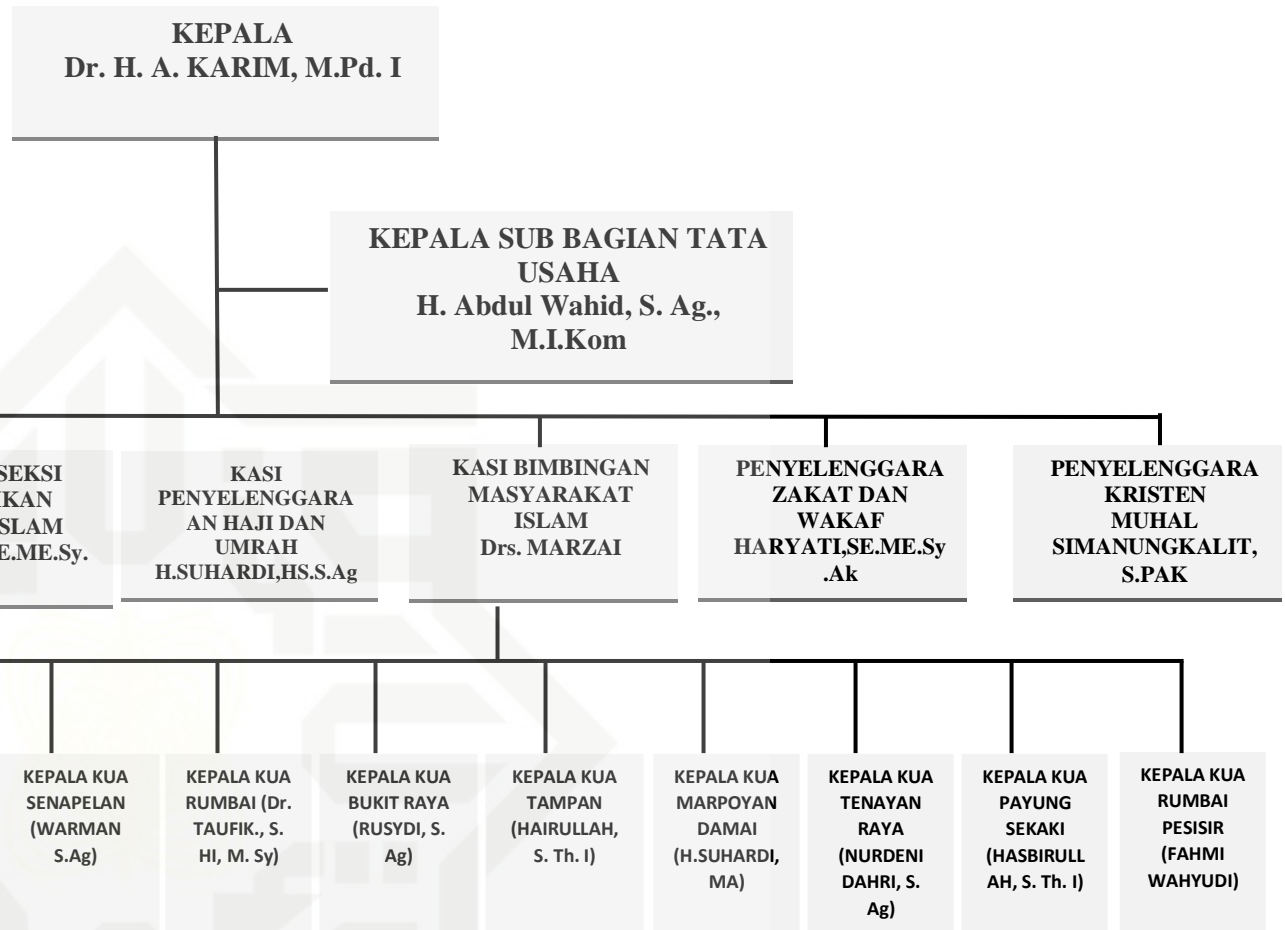 KEPALA
Dr. H. A. KARIM, M.Pd. I
KEPALA SUB BAGIAN TATA
USAHA
H. Abdul Wahid, S. Ag.,
M.I.Kom
SEKSI
IKAN
SLAM
E.ME.Sy.
KASI
PENYELENGGARA
AN HAJI DAN
UMRAH
H.SUHARDI,HS.S.Ag
KASI BIMBINGAN
MASYARAKAT
ISLAM
Drs. MARZAI
PENYELENGGARA
ZAKAT DAN
WAKAF
HARYATI,SE.ME.Sy
.Ak
PENYELENGGARA
KRISTEN
MUHAL
SIMANUNGKALIT,
S.PAK
KEPALA KUA
SENAPELAN
(WARMAN
S.Ag)
KEPALA KUA
RUMBAI (Dr.
TAUFIK., S.
HI, M. Sy)
KEPALA KUA
BUKIT RAYA
(RUSYDI, S.
Ag)
KEPALA KUA
TAMPAN
(HAIRULLAH,
S. Th. I)
KEPALA KUA
MARPOYAN
DAMAI
(H.SUHARDI,
MA)
KEPALA KUA
TENAYAN
RAYA
(NURDENI
DAHRI, S.
Ag)
KEPALA KUA
PAYUNG
SEKAKI
(HASBIRULL
AH, S. Th. I)
KEPALA KUA
RUMBAI
PESISIR
(FAHMI
WAHYUDI)